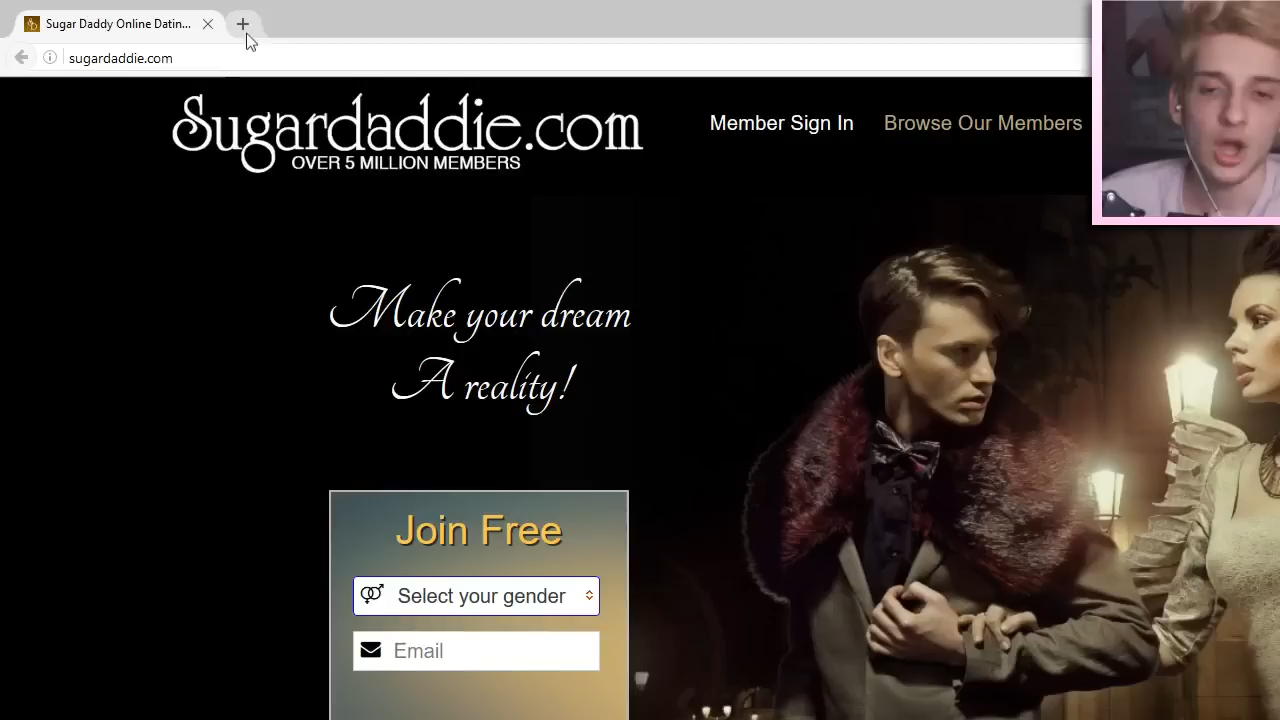 Sugar Daddy Online Datin...
sugardaddie.com
Sugardaddie.com
OVER 5 MILLION MEMBERS
Member Sign In
Browse Our Members
Make your dream
A reality!
Join Free
Select your gender
Email